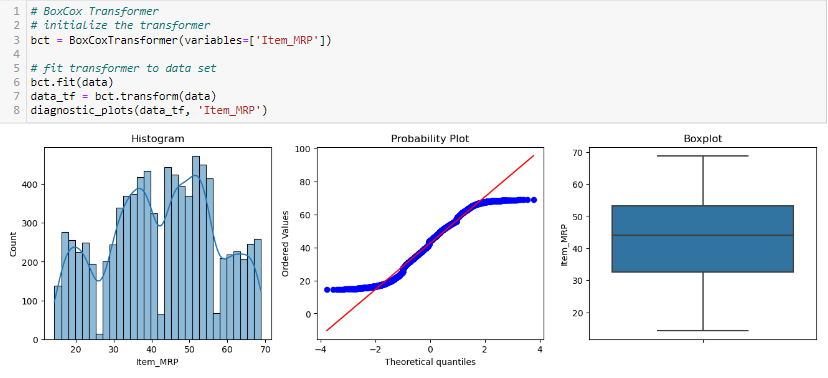 1 # BoxCox Transformer
2 # initialize the transformer
3 bct = BoxCoxTransformer(variables=['Item_MRP'])
4
5 # fit transformer to data set
6 bct.fit(data)
7 data_tf = bct.transform(data)
8 diagnostic_plots(data_tf, 'Item_MRP')
Histogram
Count
400
300
200
100
0
20 30 40 50 60 70
Item_MRP
Probability Plot
Ordered Values
100
80
60
40
20
0
−4 −2 0 2 4
Theoretical quantiles
Boxplot
Item_MRP
70
60
50
40
30
20